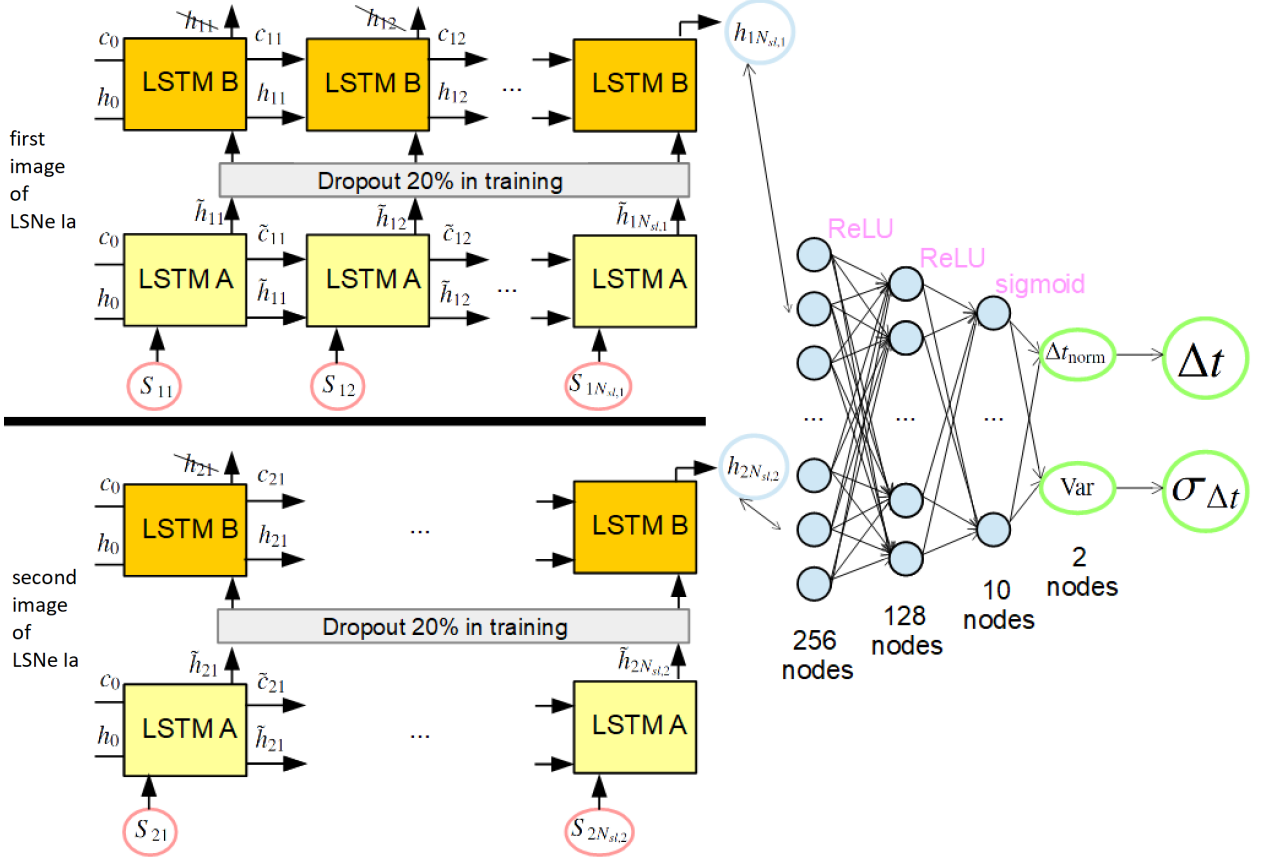 h₁₁ h₁₂
c₀ c₁₁ c₁₂ h₁Nₛₗ,₁
LSTM B LSTM B ... LSTM B
h₀ h₁₁ h₁₂
first
image
of
LSNe Ia
Dropout 20% in training
h̃₁₁ h̃₁₂ h̃₁Nₛₗ,₁
c₀ c̃₁₁ c̃₁₂
LSTM A LSTM A ... LSTM A
h₀ h̃₁₁ h̃₁₂
S₁₁ S₁₂ S₁Nₛₗ,₁
h₂₁
c₀ c₂₁ h₂Nₛₗ,₂
LSTM B ... LSTM B
h₀ h₂₁
second
image
of
LSNe Ia
Dropout 20% in training
h̃₂₁ h̃₂Nₛₗ,₂
c₀ c̃₂₁
LSTM A ... LSTM A
h₀ h̃₂₁
S₂₁ S₂Nₛₗ,₂
ReLU
ReLU
sigmoid
Δtnorm Δt
... ... ...
Var σΔt
256
nodes
128
nodes
10
nodes
2
nodes